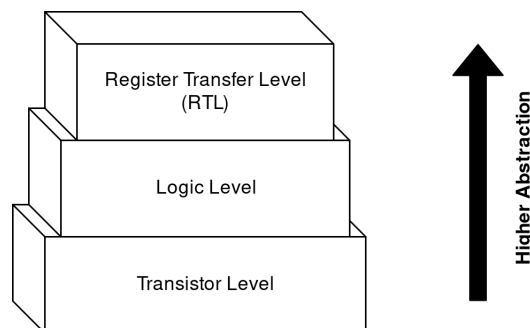 Register Transfer Level
(RTL)
Logic Level
Transistor Level
Higher Abstraction